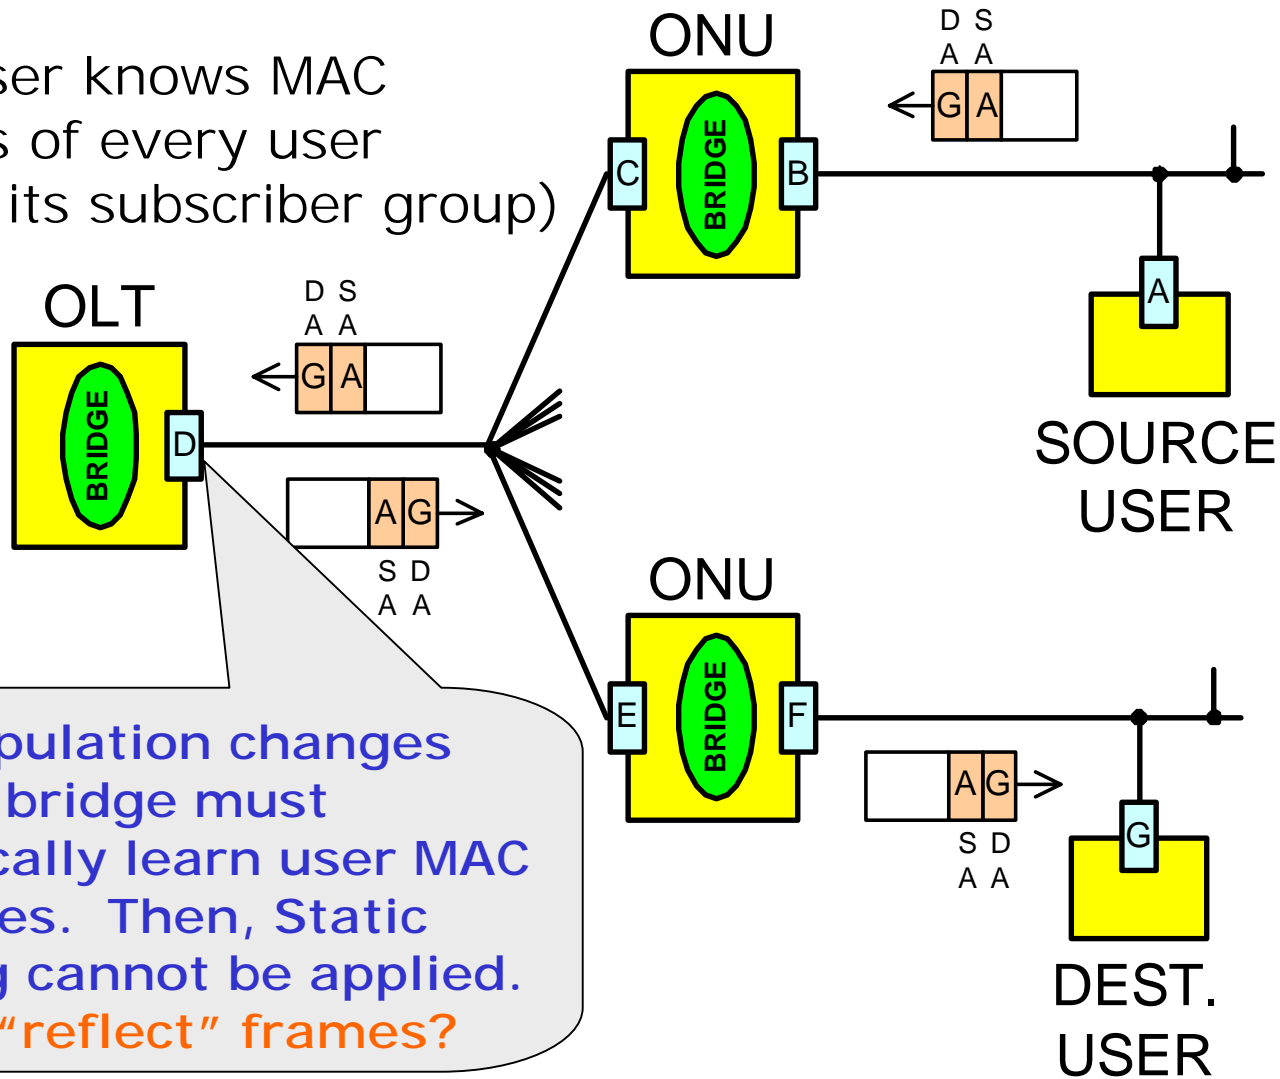 ser knows MAC
s of every user
its subscriber group)
ONU
D S
A A
G A
C
BRIDGE
B
A
SOURCE
USER
OLT
D S
A A
G A
BRIDGE
D
A G
S D
A A
ONU
E
BRIDGE
F
A G
S D
A A
G
DEST.
USER
pulation changes
bridge must
cally learn user MAC
es. Then, Static
g cannot be applied.
“reflect” frames?